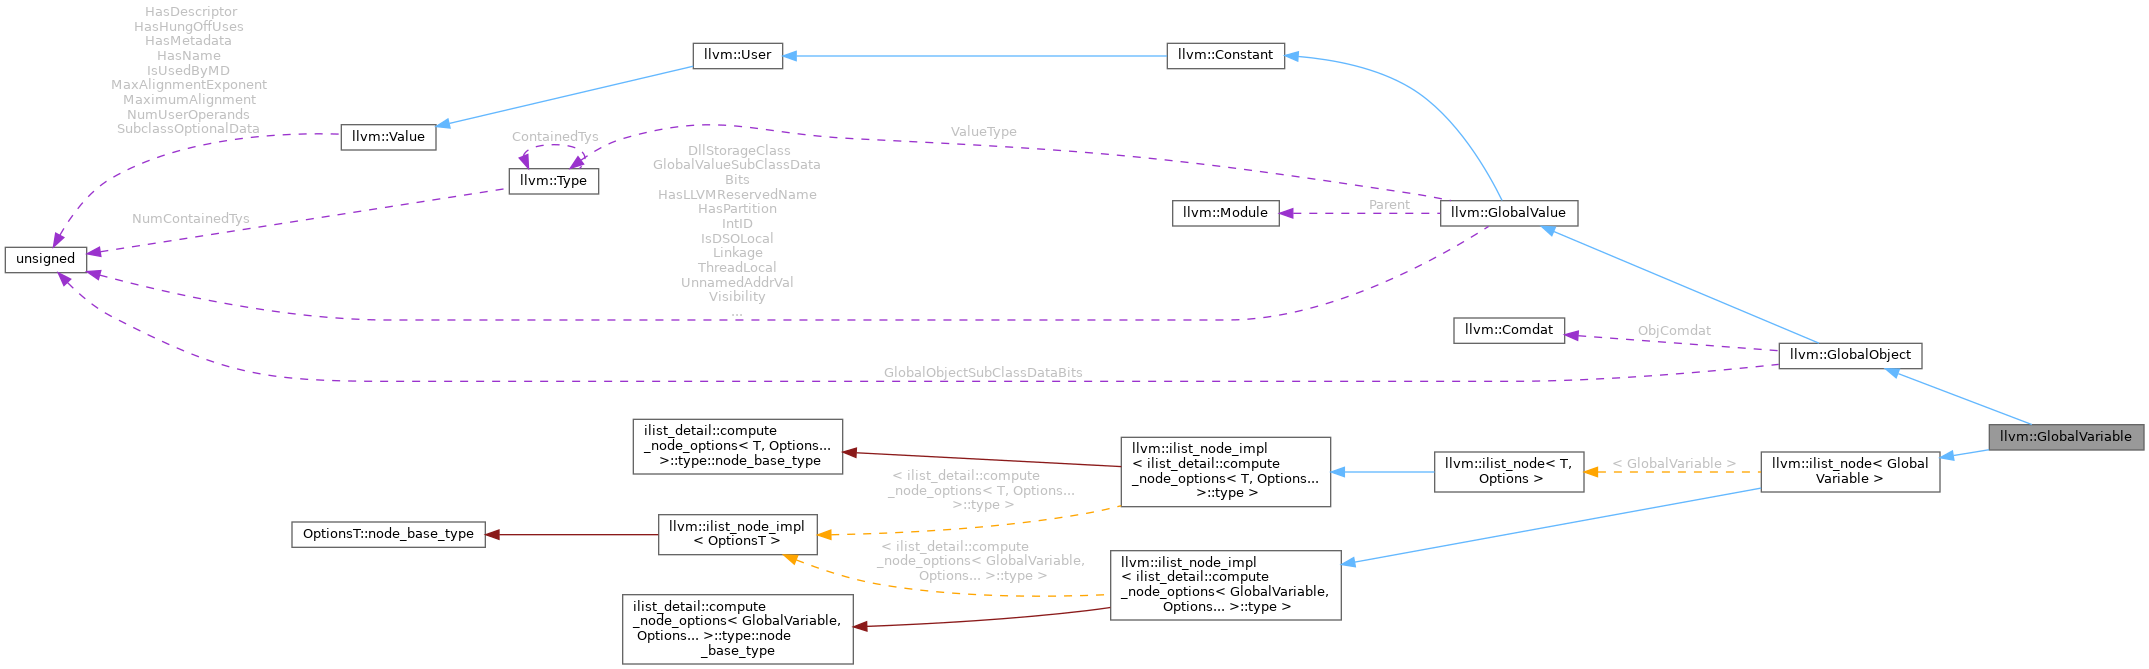 HasDescriptor
HasHungOffUses
HasMetadata
HasName
IsUsedByMD
MaxAlignmentExponent
MaximumAlignment
NumUserOperands
SubclassOptionalData
llvm::User
llvm::Constant
llvm::Value
ContainedTys
ValueType
llvm::Type
DllStorageClass
GlobalValueSubClassData
Bits
HasLLVMReservedName
HasPartition
IntID
IsDSOLocal
Linkage
ThreadLocal
UnnamedAddrVal
Visibility
...
NumContainedTys
llvm::Module
Parent
llvm::GlobalValue
unsigned
llvm::Comdat
ObjComdat
llvm::GlobalObject
GlobalObjectSubClassDataBits
llvm::GlobalVariable
ilist_detail::compute
_node_options< T, Options...
>::type::node_base_type
llvm::ilist_node_impl
< ilist_detail::compute
_node_options< T, Options...
>::type >
llvm::ilist_node< T,
Options >
< GlobalVariable >
llvm::ilist_node< Global
Variable >
< ilist_detail::compute
_node_options< T, Options...
>::type >
OptionsT::node_base_type
llvm::ilist_node_impl
< OptionsT >
< ilist_detail::compute
_node_options< GlobalVariable,
Options... >::type >
llvm::ilist_node_impl
< ilist_detail::compute
_node_options< GlobalVariable,
Options... >::type >
ilist_detail::compute
_node_options< GlobalVariable,
Options... >::type::node
_base_type